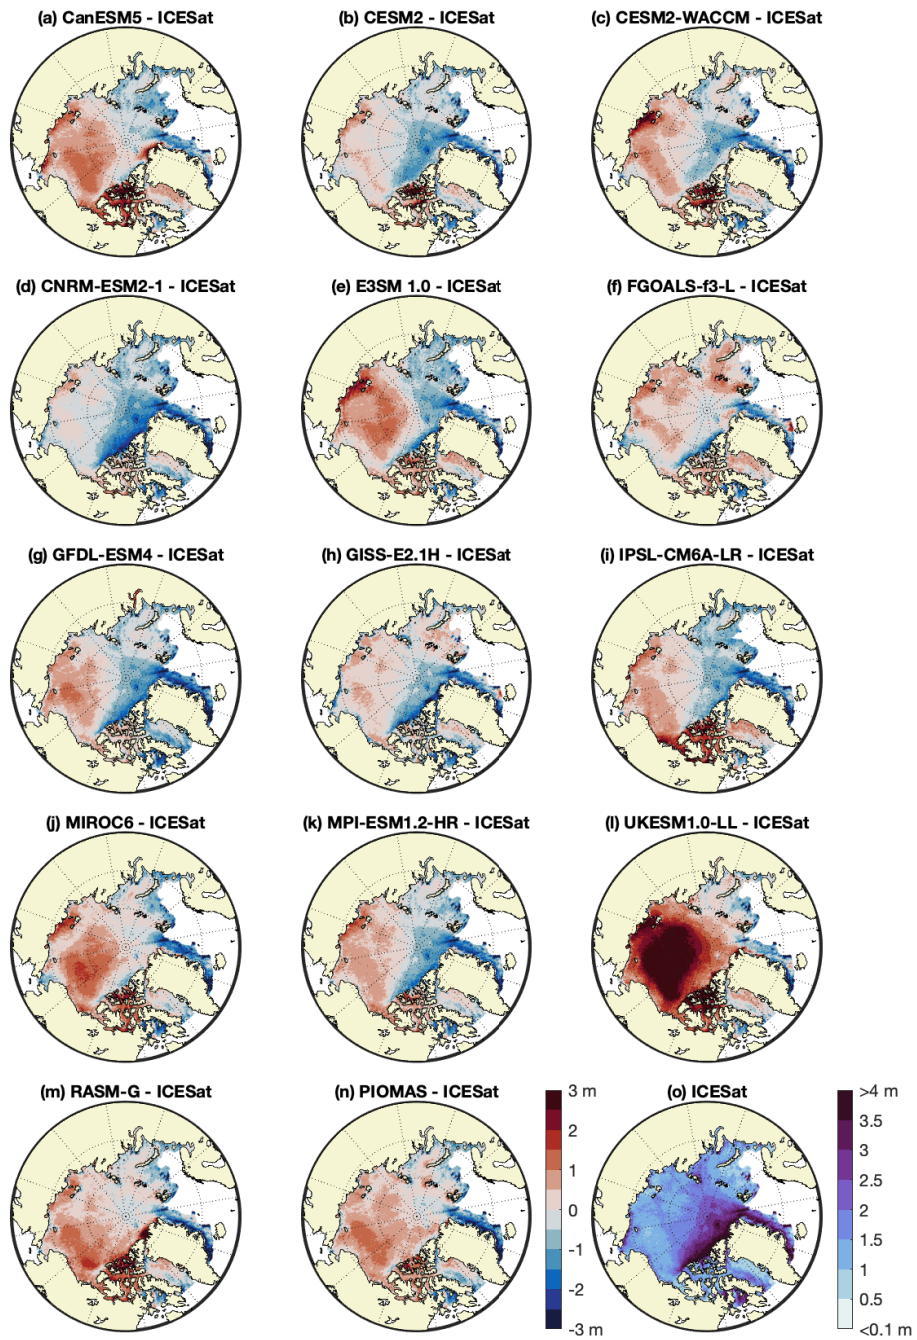 (a) CanESM5 - ICESat
(b) CESM2 - ICESat
(c) CESM2-WACCM - ICESat
(d) CNRM-ESM2-1 - ICESat
(e) E3SM 1.0 - ICESat
(f) FGOALS-f3-L - ICESat
(g) GFDL-ESM4 - ICESat
(h) GISS-E2.1H - ICESat
(i) IPSL-CM6A-LR - ICESat
(j) MIROC6 - ICESat
(k) MPI-ESM1.2-HR - ICESat
(l) UKESM1.0-LL - ICESat
(m) RASM-G - ICESat
(n) PIOMAS - ICESat
3 m
2
1
0
-1
-2
-3 m
(o) ICESat
>4 m
3.5
3
2.5
2
1.5
1
0.5
<0.1 m